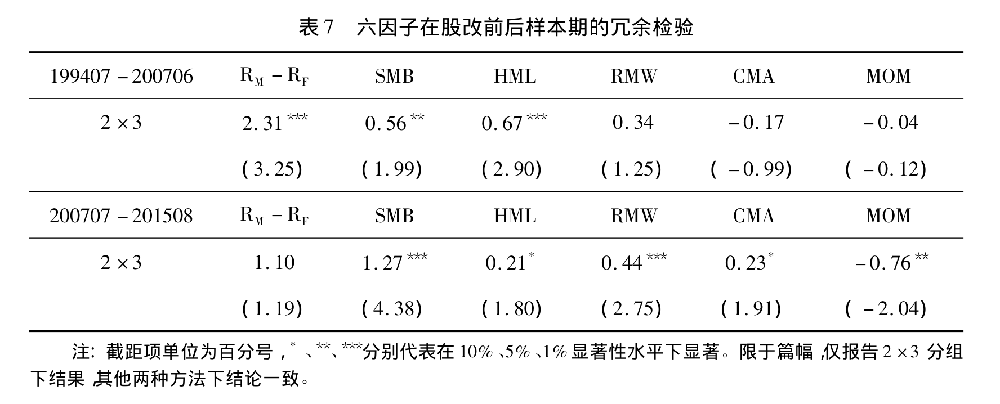 表7 六因子在股改前后样本期的冗余检验
199407-200706 R_M-R_F SMB HML RMW CMA MOM
2×3 2.31*** 0.56** 0.67*** 0.34 -0.17 -0.04
(3.25) (1.99) (2.90) (1.25) (-0.99) (-0.12)
200707-201508 R_M-R_F SMB HML RMW CMA MOM
2×3 1.10 1.27*** 0.21* 0.44*** 0.23* -0.76**
(1.19) (4.38) (1.80) (2.75) (1.91) (-2.04)
注: 截距项单位为百分号,*、**、***分别代表在10%、5%、1%显著性水平下显著。限于篇幅,仅报告2×3分组
下结果,其他两种方法下结论一致。